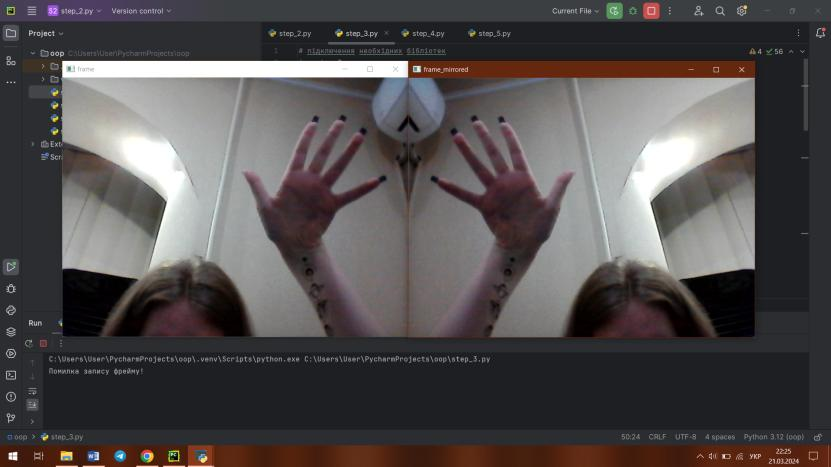 S2 step_2.py Version control Current File
Project step_2.py step_3.py step_4.py step_5.py
oop C:\Users\User\PycharmProjects\oop 1 # підключення необхідних бібліотек
4 56
frame frame_mirrored
Run
C:\Users\User\PycharmProjects\oop\.venv\Scripts\python.exe C:\Users\User\PycharmProjects\oop\step_3.py
Помилка запису фрейму!
oop step_3.py 50:24 CRLF UTF-8 4 spaces Python 3.12 (oop)
УКР 22:25
21.03.2024